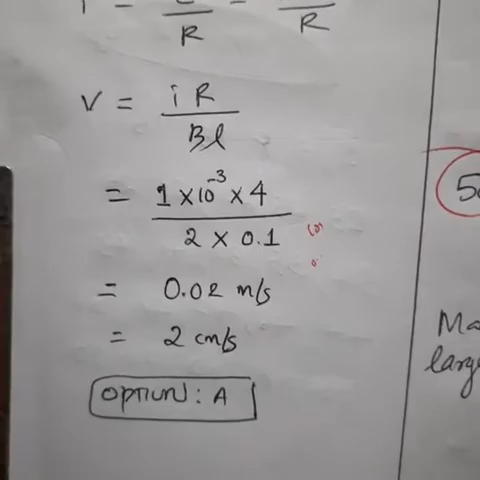 R
R
V = iR / Bl
= 1 × 10⁻³ × 4 / 2 × 0.1
= 0.02 m/s
= 2 cm/s
OPTION: A